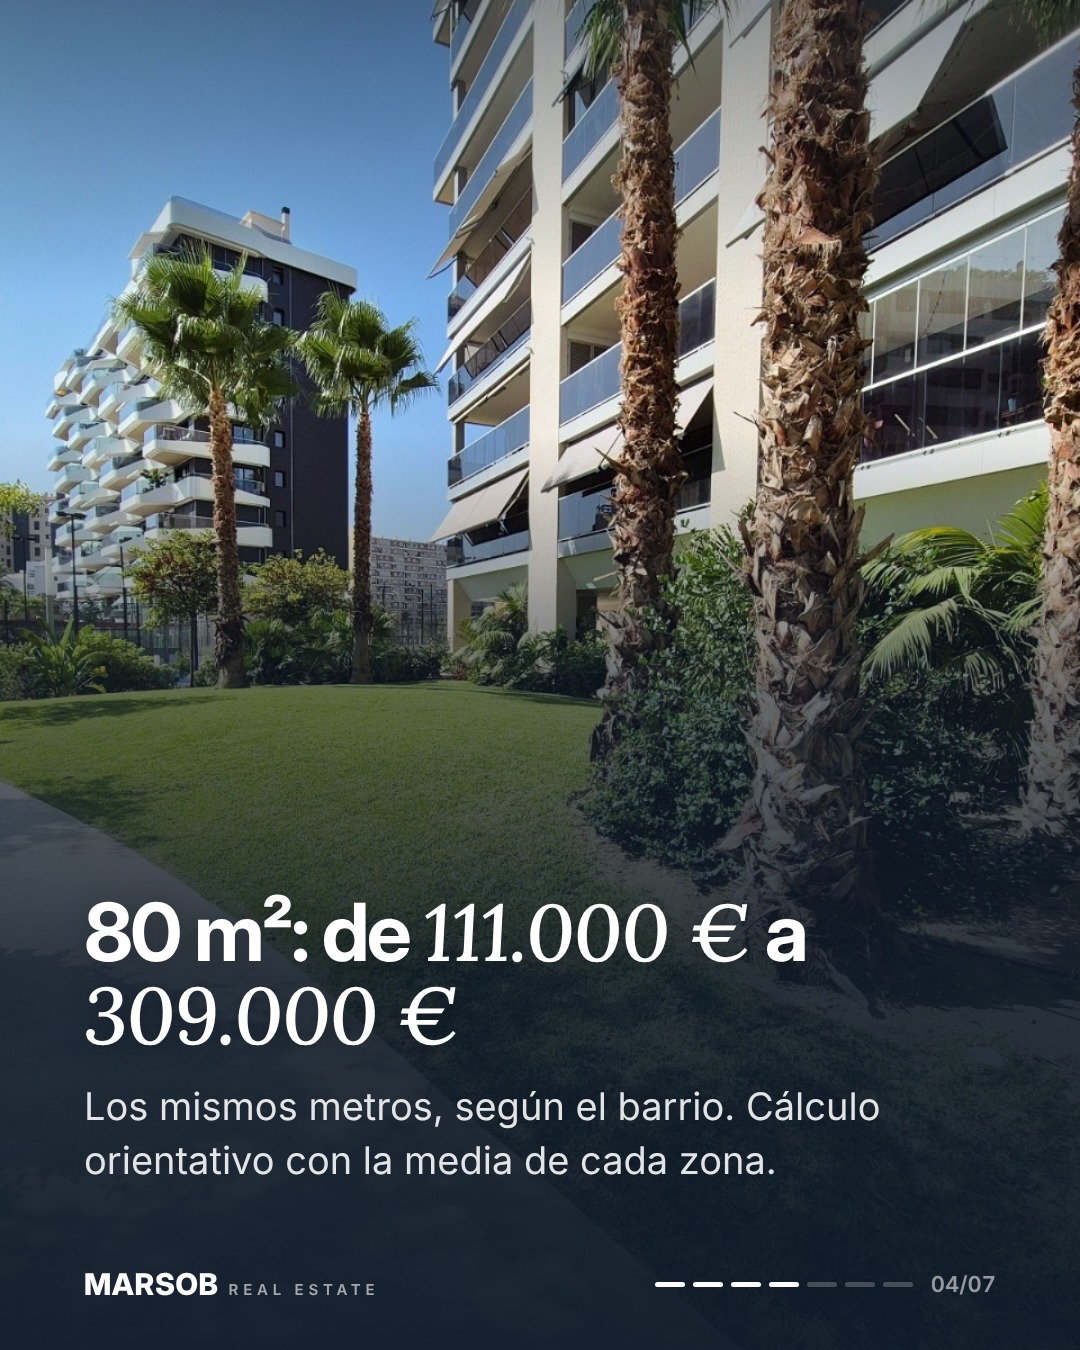 80 m²: de 111.000 € a
309.000 €
Los mismos metros, según el barrio. Cálculo
orientativo con la media de cada zona.
MARSOB REAL ESTATE
04/07